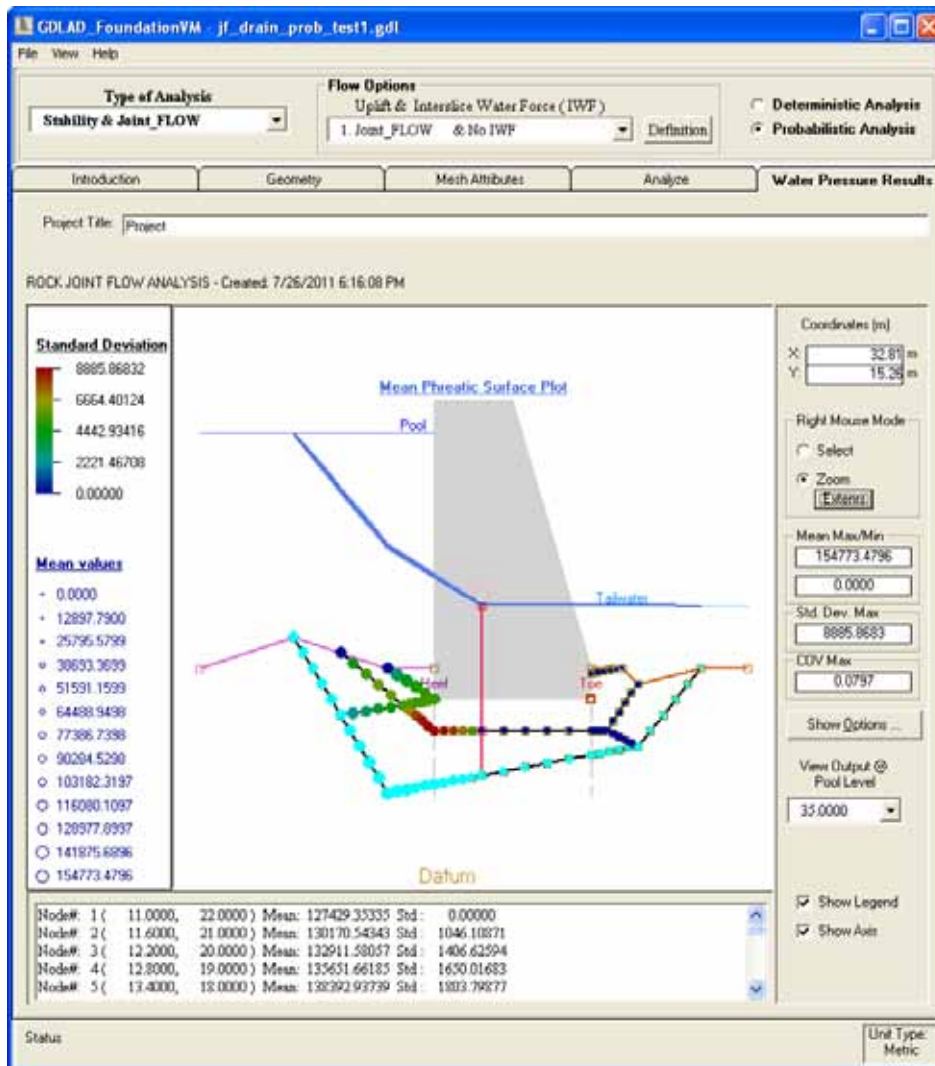 GDLAD_FoundationVM - jf_drain_prob_test1.gdl
File View Help
Type of Analysis
Stability & Joint_FLOW
Flow Options
Uplift & Interslice Water Force ( IWF )
1. Joint_FLOW & No IWF
Definition
Deterministic Analysis
Probabilistic Analysis
Introduction
Geometry
Mesh Attributes
Analyze
Water Pressure Results
Project Title: Project
ROCK JOINT FLOW ANALYSIS - Created: 7/26/2011 6:16:08 PM
Standard Deviation
8885.86832
6664.40124
4442.93416
2221.46708
0.00000
Mean values
0.0000
12897.7900
25795.5799
38693.3699
51591.1599
64488.9498
77386.7398
90284.5298
103182.3197
116080.1097
128977.8997
141875.6896
154773.4796
Mean Phreatic Surface Plot
Pool
Tailwater
Heel
Toe
Datum
Coordinates (m)
X: 32.81 m
Y: 15.26 m
Right Mouse Mode
Select
Zoom
Extents
Mean Max/Min
154773.4796
0.0000
Std. Dev. Max
8885.8683
COV Max
0.0797
Show Options ...
View Output @
Pool Level
35.0000
Show Legend
Show Axis
Node#: 1 ( 11.0000, 22.0000 ) Mean: 127429.35335 Std : 0.00000
Node#: 2 ( 11.6000, 21.0000 ) Mean: 130170.54343 Std : 1046.10871
Node#: 3 ( 12.2000, 20.0000 ) Mean: 132911.58057 Std : 1406.62594
Node#: 4 ( 12.8000, 19.0000 ) Mean: 135651.66185 Std : 1650.01683
Node#: 5 ( 13.4000, 18.0000 ) Mean: 138392.93739 Std : 1803.79877
Status
Unit Type:
Metric